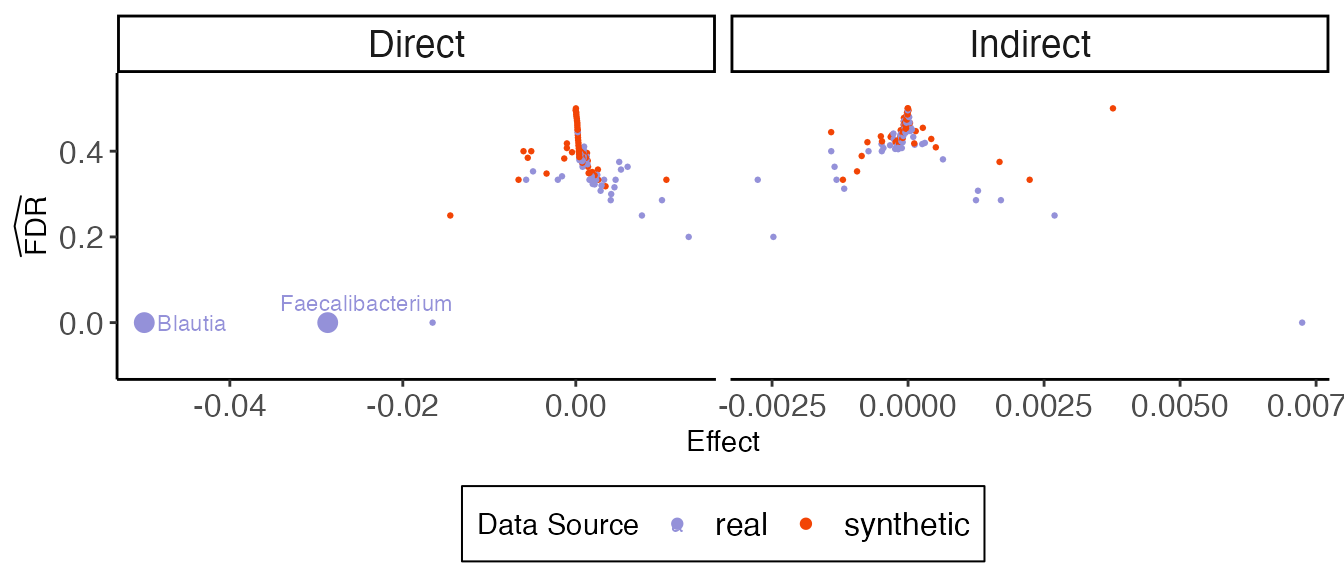 Direct
Indirect
0.4
0.2
0.0
FDR
Faecalibacterium
Blautia
-0.04
-0.02
0.00
-0.0025
0.0000
0.0025
0.0050
0.007
Effect
Data Source
real
synthetic